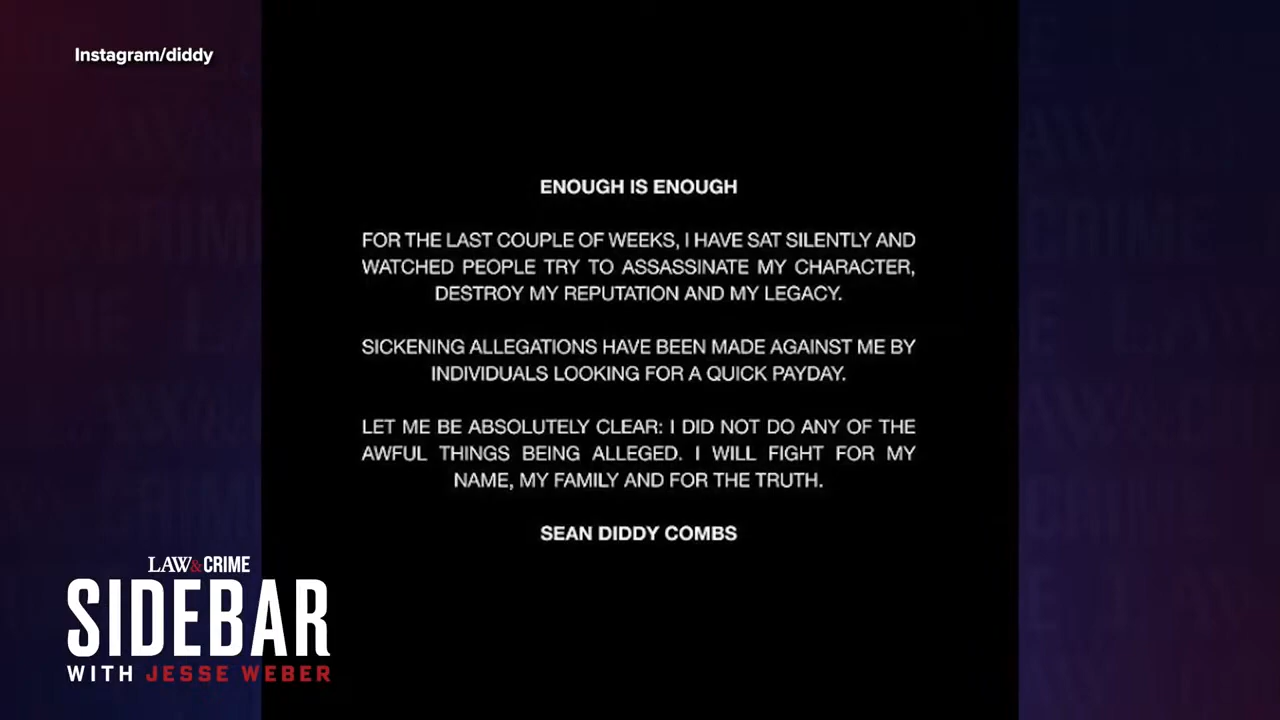 Instagram/diddy
ENOUGH IS ENOUGH
FOR THE LAST COUPLE OF WEEKS, I HAVE SAT SILENTLY AND
WATCHED PEOPLE TRY TO ASSASSINATE MY CHARACTER,
DESTROY MY REPUTATION AND MY LEGACY.
SICKENING ALLEGATIONS HAVE BEEN MADE AGAINST ME BY
INDIVIDUALS LOOKING FOR A QUICK PAYDAY.
LET ME BE ABSOLUTELY CLEAR: I DID NOT DO ANY OF THE
AWFUL THINGS BEING ALLEGED. I WILL FIGHT FOR MY
NAME, MY FAMILY AND FOR THE TRUTH.
SEAN DIDDY COMBS
LAW&CRIME
SIDEBAR
WITH JESSE WEBER